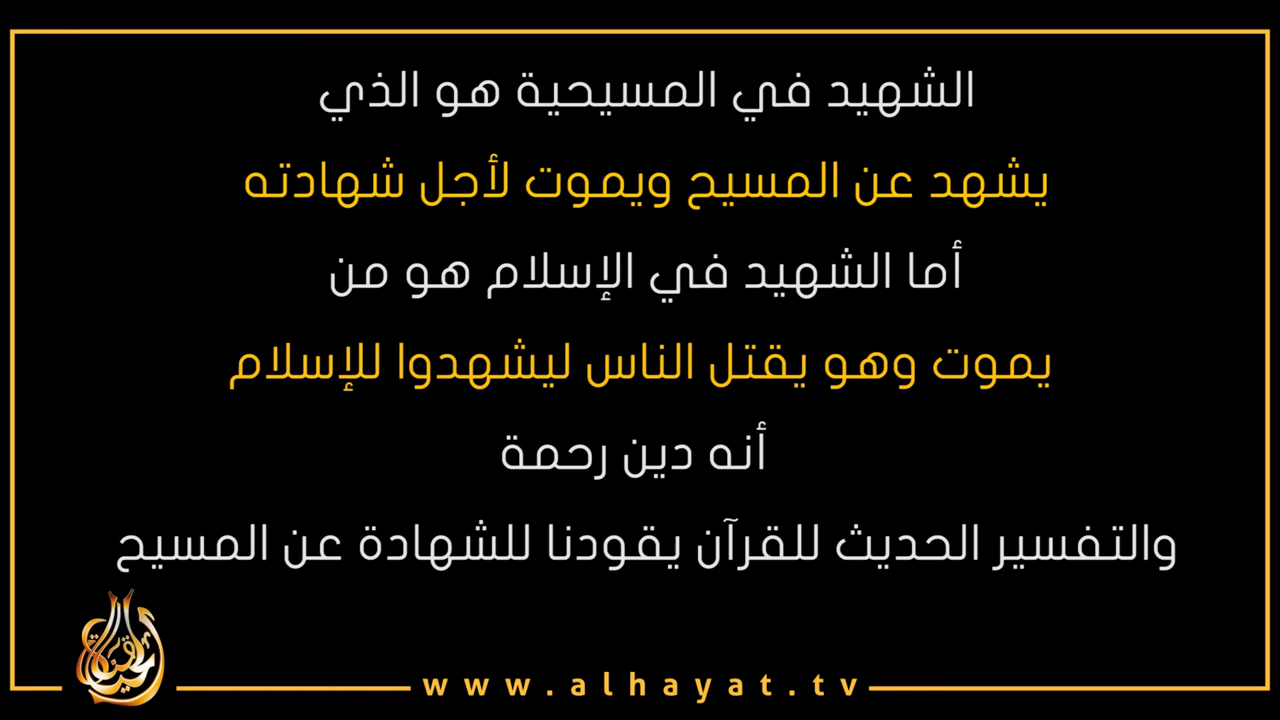 الشهيد في المسيحية هو الذي
يشهد عن المسيح ويموت لأجل شهادته
أما الشهيد في الإسلام هو من
يموت وهو يقتل الناس ليشهدوا للإسلام
أنه دين رحمة
والتفسير الحديث للقرآن يقودنا للشهادة عن المسيح
www.alhayat.tv